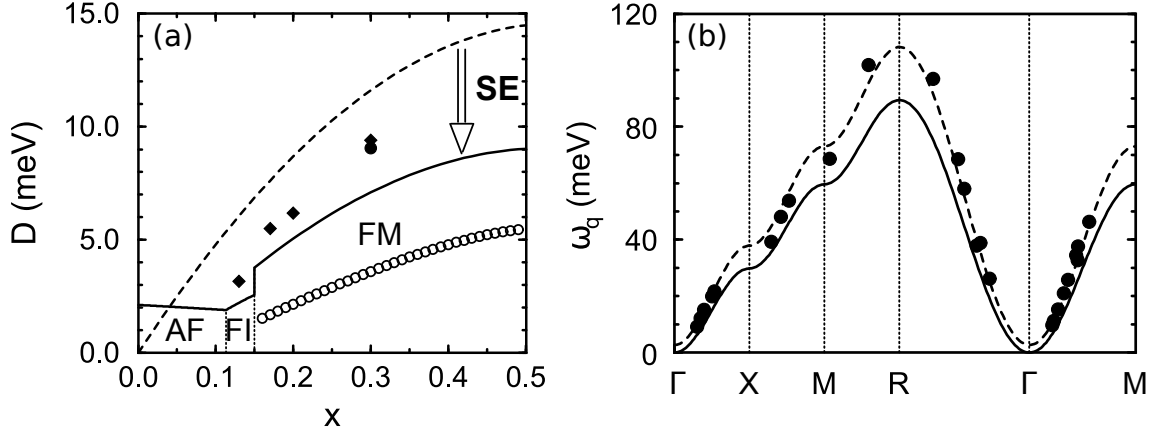 (a)
15.0
10.0
5.0
0.0
D (meV)
SE
FM
AF
FI
0.0
0.1
0.2
0.3
0.4
0.5
x
(b)
120
80
40
0
ω_q (meV)
Γ
X
M
R
Γ
M